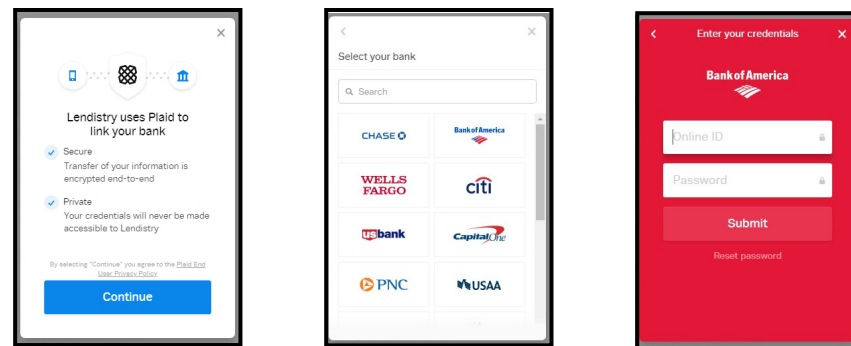 Lendistry uses Plaid to
link your bank
Secure
Transfer of your information is
encrypted end-to-end
Private
Your credentials will never be made
accessible to Lendistry
By selecting "Continue" you agree to the Plaid End
User Privacy Policy
Continue
Select your bank
Search
CHASE
Bank of America
WELLS
FARGO
citi
usbank
Capital One
PNC
USAA
Enter your credentials
Bank of America
Online ID
Password
Submit
Reset password